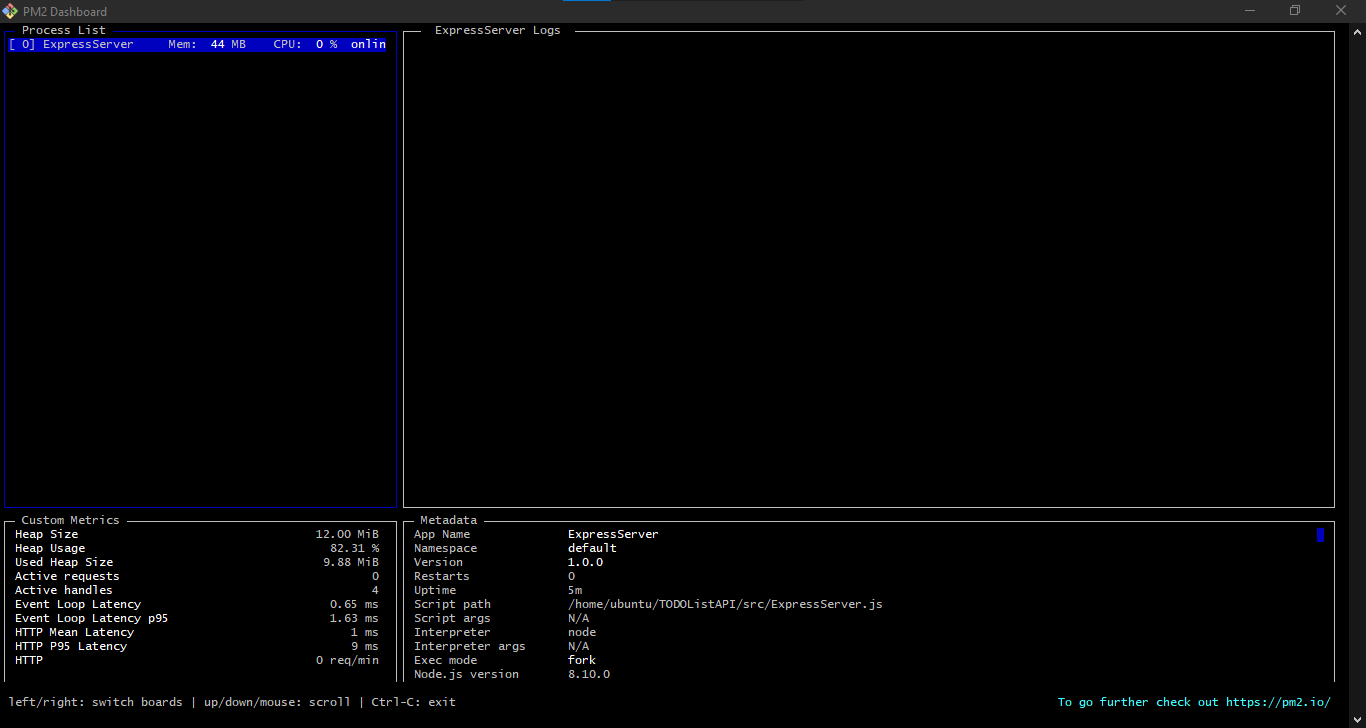 PM2 Dashboard
Process List
[ 0] ExpressServer Mem: 44 MB CPU: 0 % onlin
ExpressServer Logs
Custom Metrics
Heap Size 12.00 MiB
Heap Usage 82.31 %
Used Heap Size 9.88 MiB
Active requests 0
Active handles 4
Event Loop Latency 0.65 ms
Event Loop Latency p95 1.63 ms
HTTP Mean Latency 1 ms
HTTP P95 Latency 9 ms
HTTP 0 req/min
Metadata
App Name ExpressServer
Namespace default
Version 1.0.0
Restarts 0
Uptime 5m
Script path /home/ubuntu/TODOListAPI/src/ExpressServer.js
Script args N/A
Interpreter node
Interpreter args N/A
Exec mode fork
Node.js version 8.10.0
left/right: switch boards | up/down/mouse: scroll | Ctrl-C: exit
To go further check out https://pm2.io/